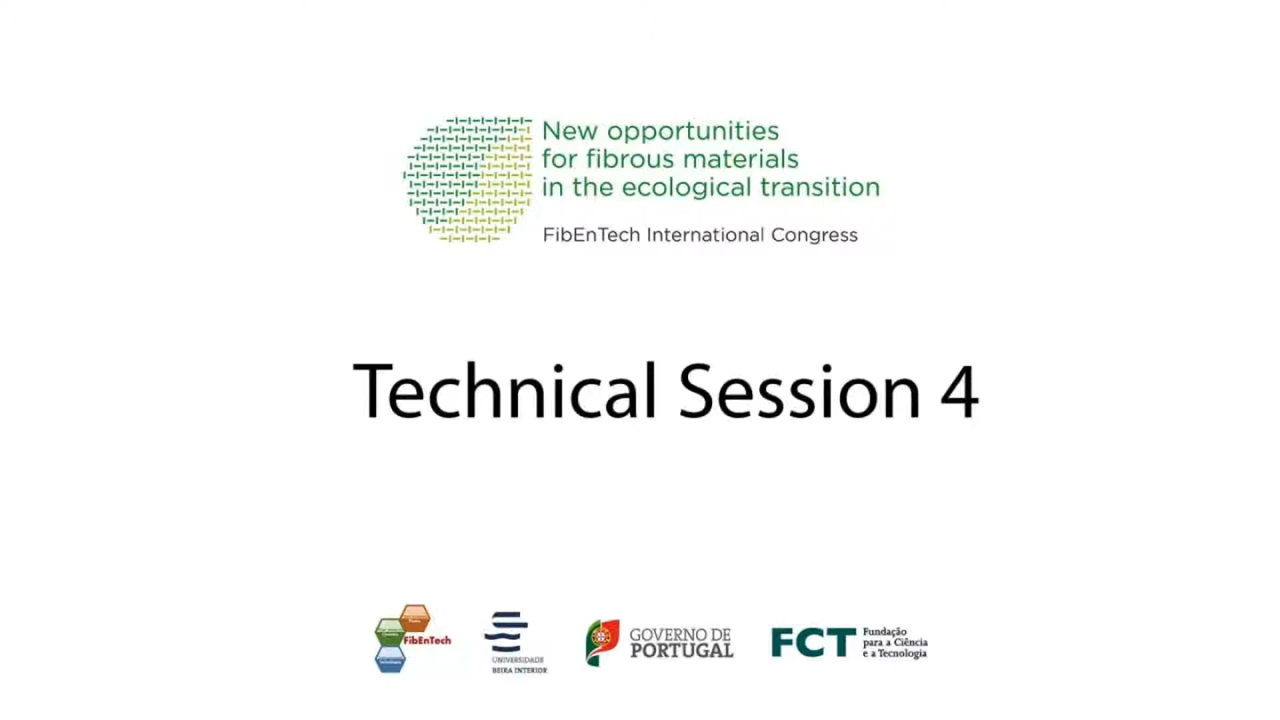 New opportunities
for fibrous materials
in the ecological transition
FibEnTech International Congress
Technical Session 4
FibEnTech
UNIVERSIDADE
BEIRA INTERIOR
GOVERNO DE
PORTUGAL
FCT
Fundação
para a Ciência
e a Tecnologia